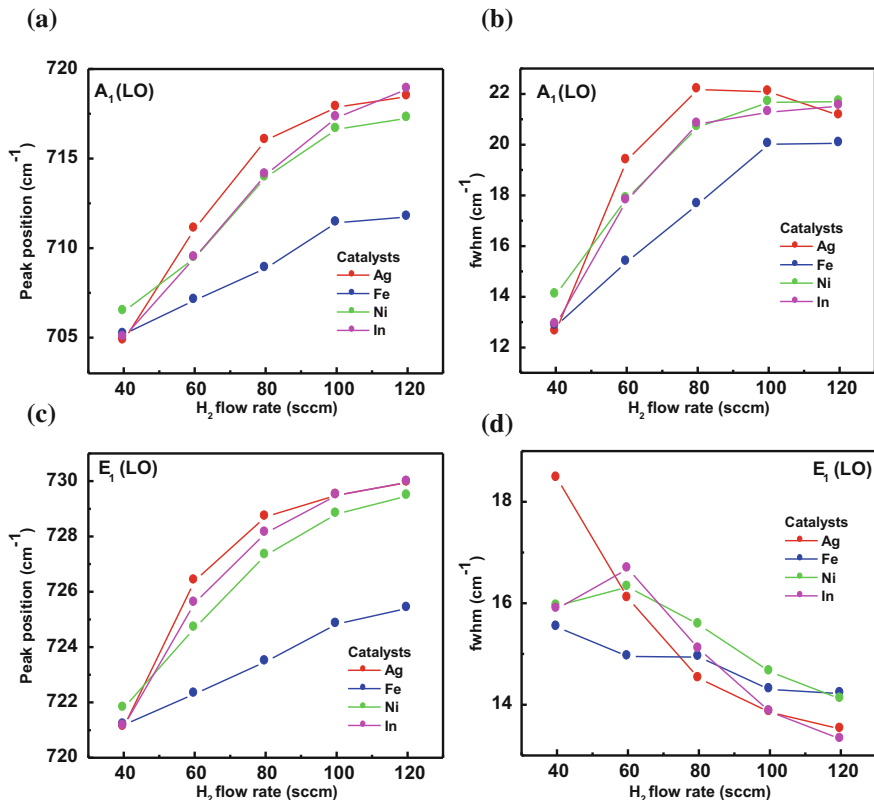 (a)
A₁(LO)
Peak position (cm⁻¹)
720
715
710
705
40 60 80 100 120
H₂ flow rate (sccm)
Catalysts
Ag
Fe
Ni
In
(b)
A₁(LO)
fwhm (cm⁻¹)
22
20
18
16
14
12
40 60 80 100 120
H₂ flow rate (sccm)
Catalysts
Ag
Fe
Ni
In
(c)
E₁ (LO)
Peak position (cm⁻¹)
730
728
726
724
722
720
40 60 80 100 120
H₂ flow rate (sccm)
Catalysts
Ag
Fe
Ni
In
(d)
E₁ (LO)
fwhm (cm⁻¹)
18
16
14
40 60 80 100 120
H₂ flow rate (sccm)
Catalysts
Ag
Fe
Ni
In